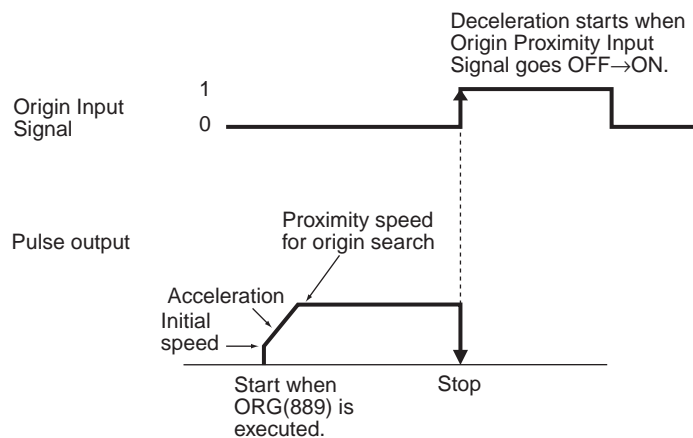 Deceleration starts when
Origin Proximity Input
Signal goes OFF→ON.
1
Origin Input
Signal
0
Proximity speed
for origin search
Pulse output
Acceleration
Initial
speed
Start when
ORG(889) is
executed.
Stop